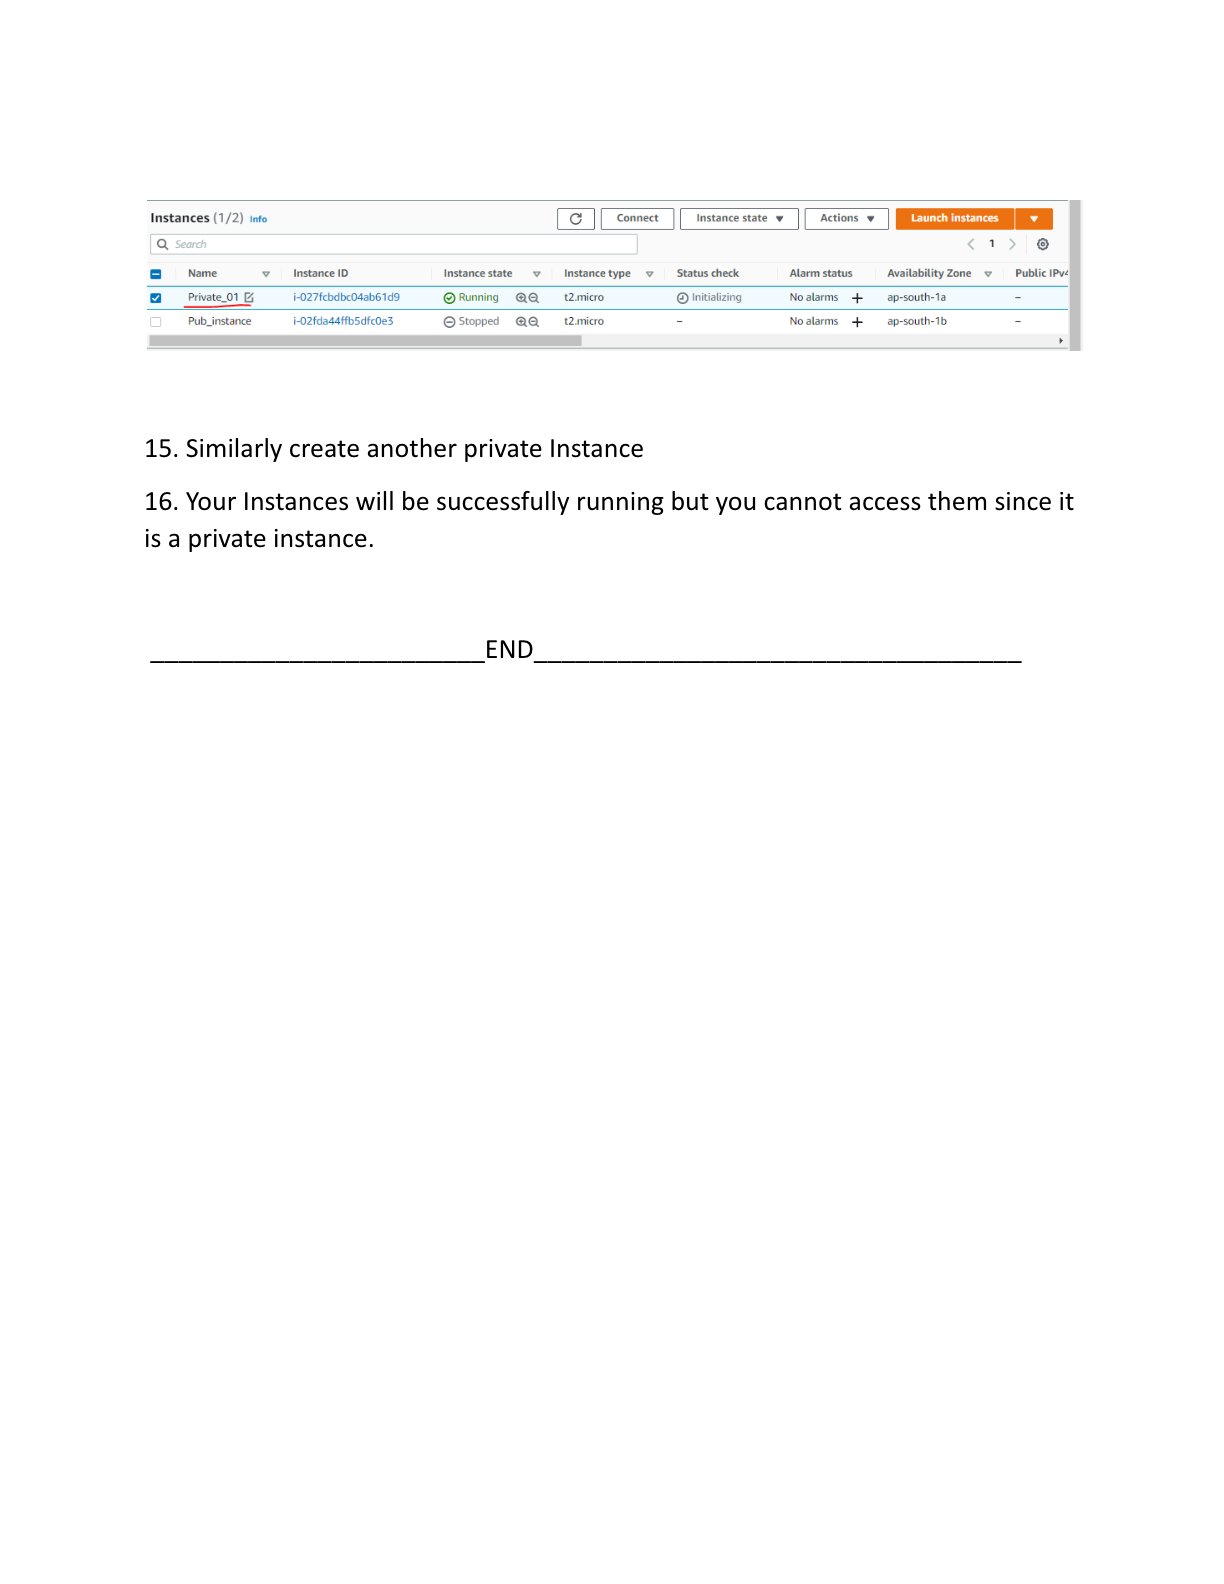 Instances (1/2) Info Connect Instance state Actions Launch instances
Search 1
Name Instance ID Instance state Instance type Status check Alarm status Availability Zone Public IPv4
Private_01 i-027fcbdbc04ab61d9 Running t2.micro Initializing No alarms + ap-south-1a –
Pub_instance i-02fda44ffb5dfc0e3 Stopped t2.micro – No alarms + ap-south-1b –
15. Similarly create another private Instance
16. Your Instances will be successfully running but you cannot access them since it
is a private instance.
________________________END___________________________________